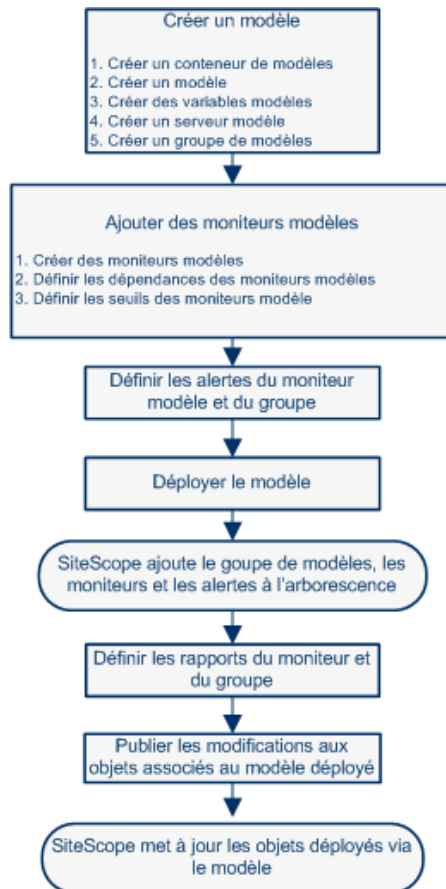 Créer un modèle
1. Créer un conteneur de modèles
2. Créer un modèle
3. Créer des variables modèles
4. Créer un serveur modèle
5. Créer un groupe de modèles
Ajouter des moniteurs modèles
1. Créer des moniteurs modèles
2. Définir les dépendances des moniteurs modèles
3. Définir les seuils des moniteurs modèle
Définir les alertes du moniteur
modèle et du groupe
Déployer le modèle
SiteScope ajoute le goupe de modèles, les
moniteurs et les alertes à l'arborescence
Définir les rapports du moniteur et
du groupe
Publier les modifications aux
objets associés au modèle déployé
SiteScope met à jour les objets déployés via
le modèle